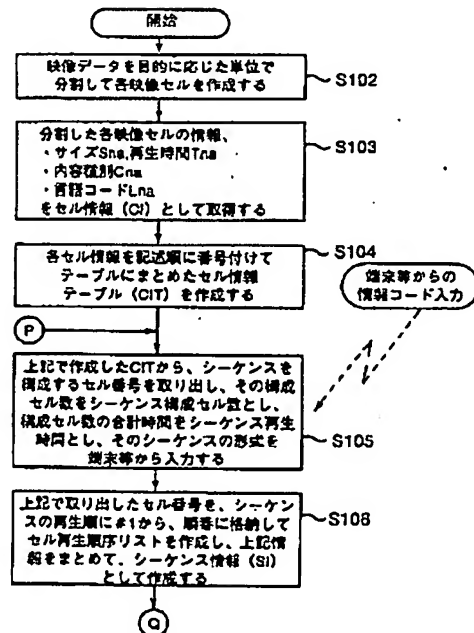 開始
映像データを目的に応じた単位で
分割して各映像セルを作成する
S102
分割した各映像セルの情報、
・サイズSna,再生時間Tna
・内容種別Cna
・言語コードLna
をセル情報（CI）として取得する
S103
各セル情報を記述順に番号付けて
テーブルにまとめたセル情報
テーブル（CIT）を作成する
S104
端末等からの
情報コード入力
P
上記で作成したCITから、シーケンスを
構成するセル番号を取り出し、その構成
セル数をシーケンス構成セル数とし、
構成セル数の合計時間をシーケンス再生
時間とし、そのシーケンスの形式を
端末等から入力する
S105
上記で取り出したセル番号を、シーケン
スの再生順に#1から、順番に格納して
セル再生順序リストを作成し、上記情
報をまとめて、シーケンス情報（SI）
として作成する
S106
Q